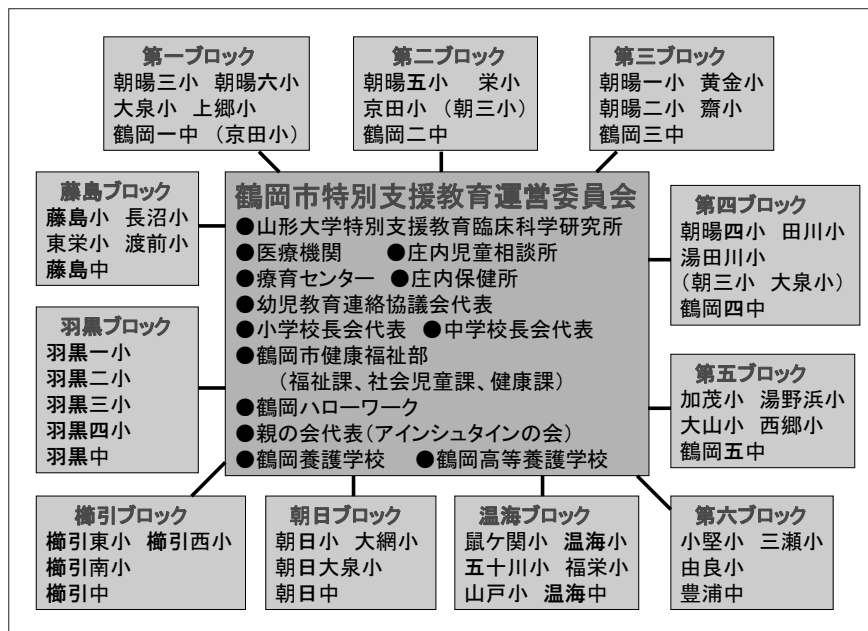 第一ブロック
朝暘三小　朝暘六小
大泉小　上郷小
鶴岡一中　（京田小）
第二ブロック
朝暘五小　栄小
京田小　（朝三小）
鶴岡二中
第三ブロック
朝暘一小　黄金小
朝暘二小　齋小
鶴岡三中
藤島ブロック
藤島小　長沼小
東栄小　渡前小
藤島中
羽黒ブロック
羽黒一小
羽黒二小
羽黒三小
羽黒四小
羽黒中
鶴岡市特別支援教育運営委員会
●山形大学特別支援教育臨床科学研究所
●医療機関　●庄内児童相談所
●療育センター　●庄内保健所
●幼児教育連絡協議会代表
●小学校長会代表　●中学校長会代表
●鶴岡市健康福祉部
（福祉課、社会児童課、健康課）
●鶴岡ハローワーク
●親の会代表（アインシュタインの会）
●鶴岡養護学校　●鶴岡高等養護学校
第四ブロック
朝暘四小　田川小
湯田川小
（朝三小　大泉小）
鶴岡四中
第五ブロック
加茂小　湯野浜小
大山小　西郷小
鶴岡五中
櫛引ブロック
櫛引東小　櫛引西小
櫛引南小
櫛引中
朝日ブロック
朝日小　大網小
朝日大泉小
朝日中
温海ブロック
鼠ケ関小　温海小
五十川小　福栄小
山戸小　温海中
第六ブロック
小堅小　三瀬小
由良小
豊浦中